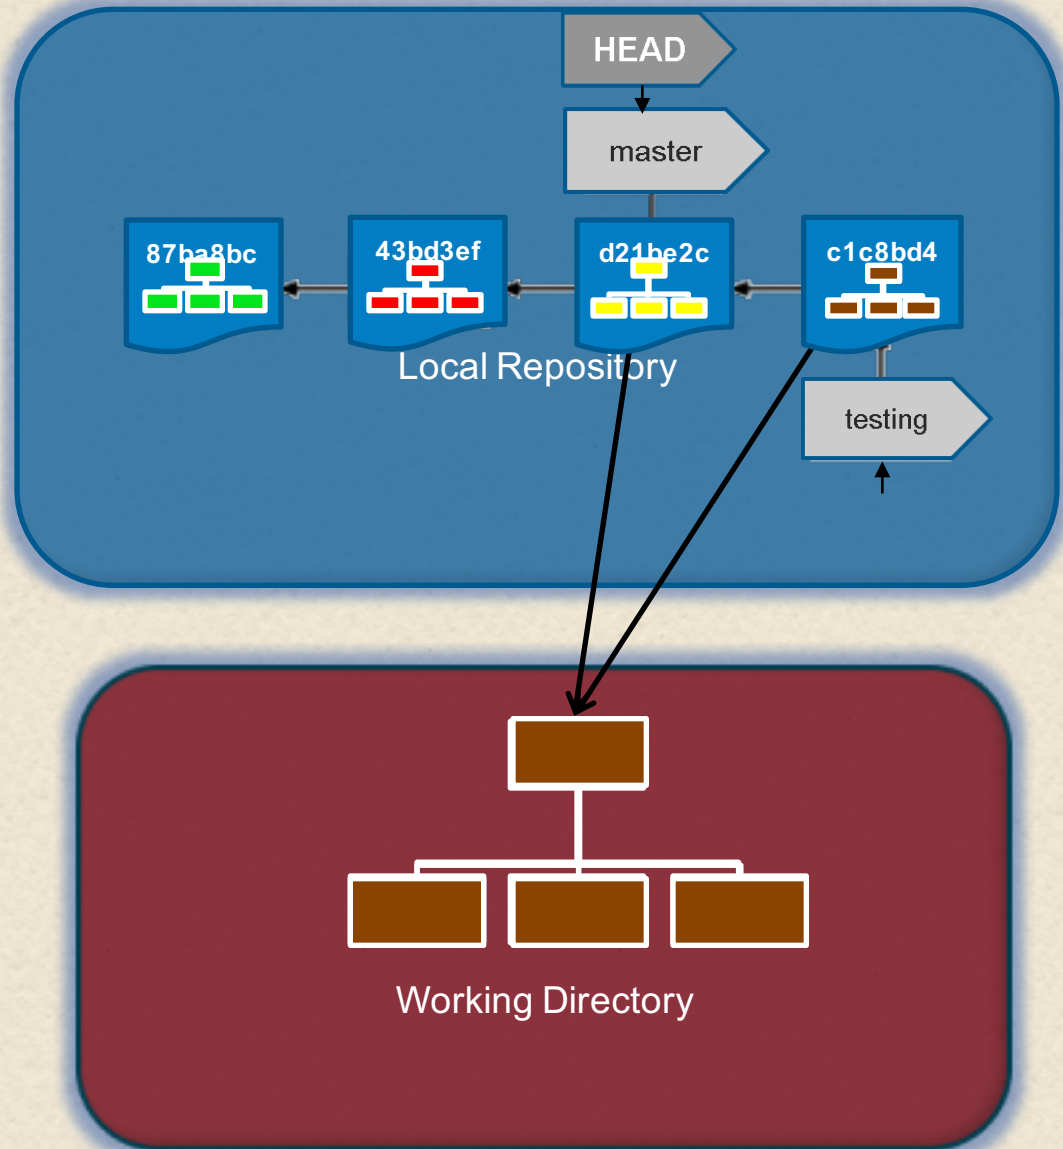 HEAD
master
87ba8bc
43bd3ef
d21be2c
c1c8bd4
Local Repository
testing
Working Directory